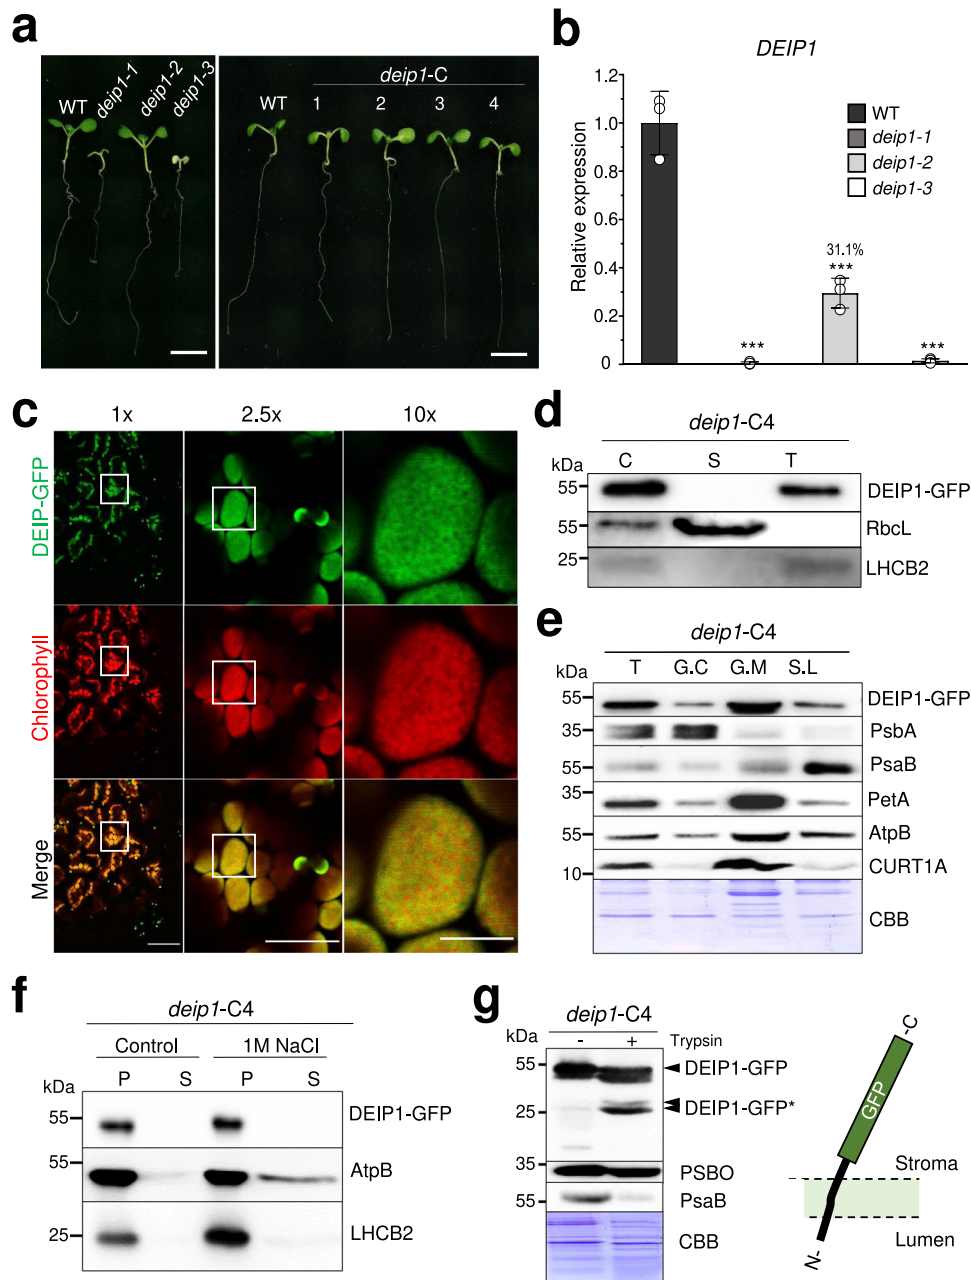 a
WT
deip1-1
deip1-2
deip1-3
deip1-C
WT 1 2 3 4
b
DEIP1
Relative expression
1.2
1.0
0.8
0.6
0.4
0.2
0
***
31.1%
***
***
WT
deip1-1
deip1-2
deip1-3
c
1x 2.5x 10x
DEIP-GFP
Chlorophyll
Merge
d
deip1-C4
kDa C S T
55 DEIP1-GFP
55 RbcL
25 LHCB2
e
deip1-C4
kDa T G.C G.M S.L
55 DEIP1-GFP
35 PsbA
55 PsaB
35 PetA
55 AtpB
10 CURT1A
CBB
f
deip1-C4
Control 1M NaCl
kDa P S P S
55 DEIP1-GFP
55 AtpB
25 LHCB2
g
deip1-C4
kDa - + Trypsin
55 DEIP1-GFP
25 DEIP1-GFP*
35 PSBO
55 PsaB
CBB
-C
GFP
Stroma
Lumen
N-